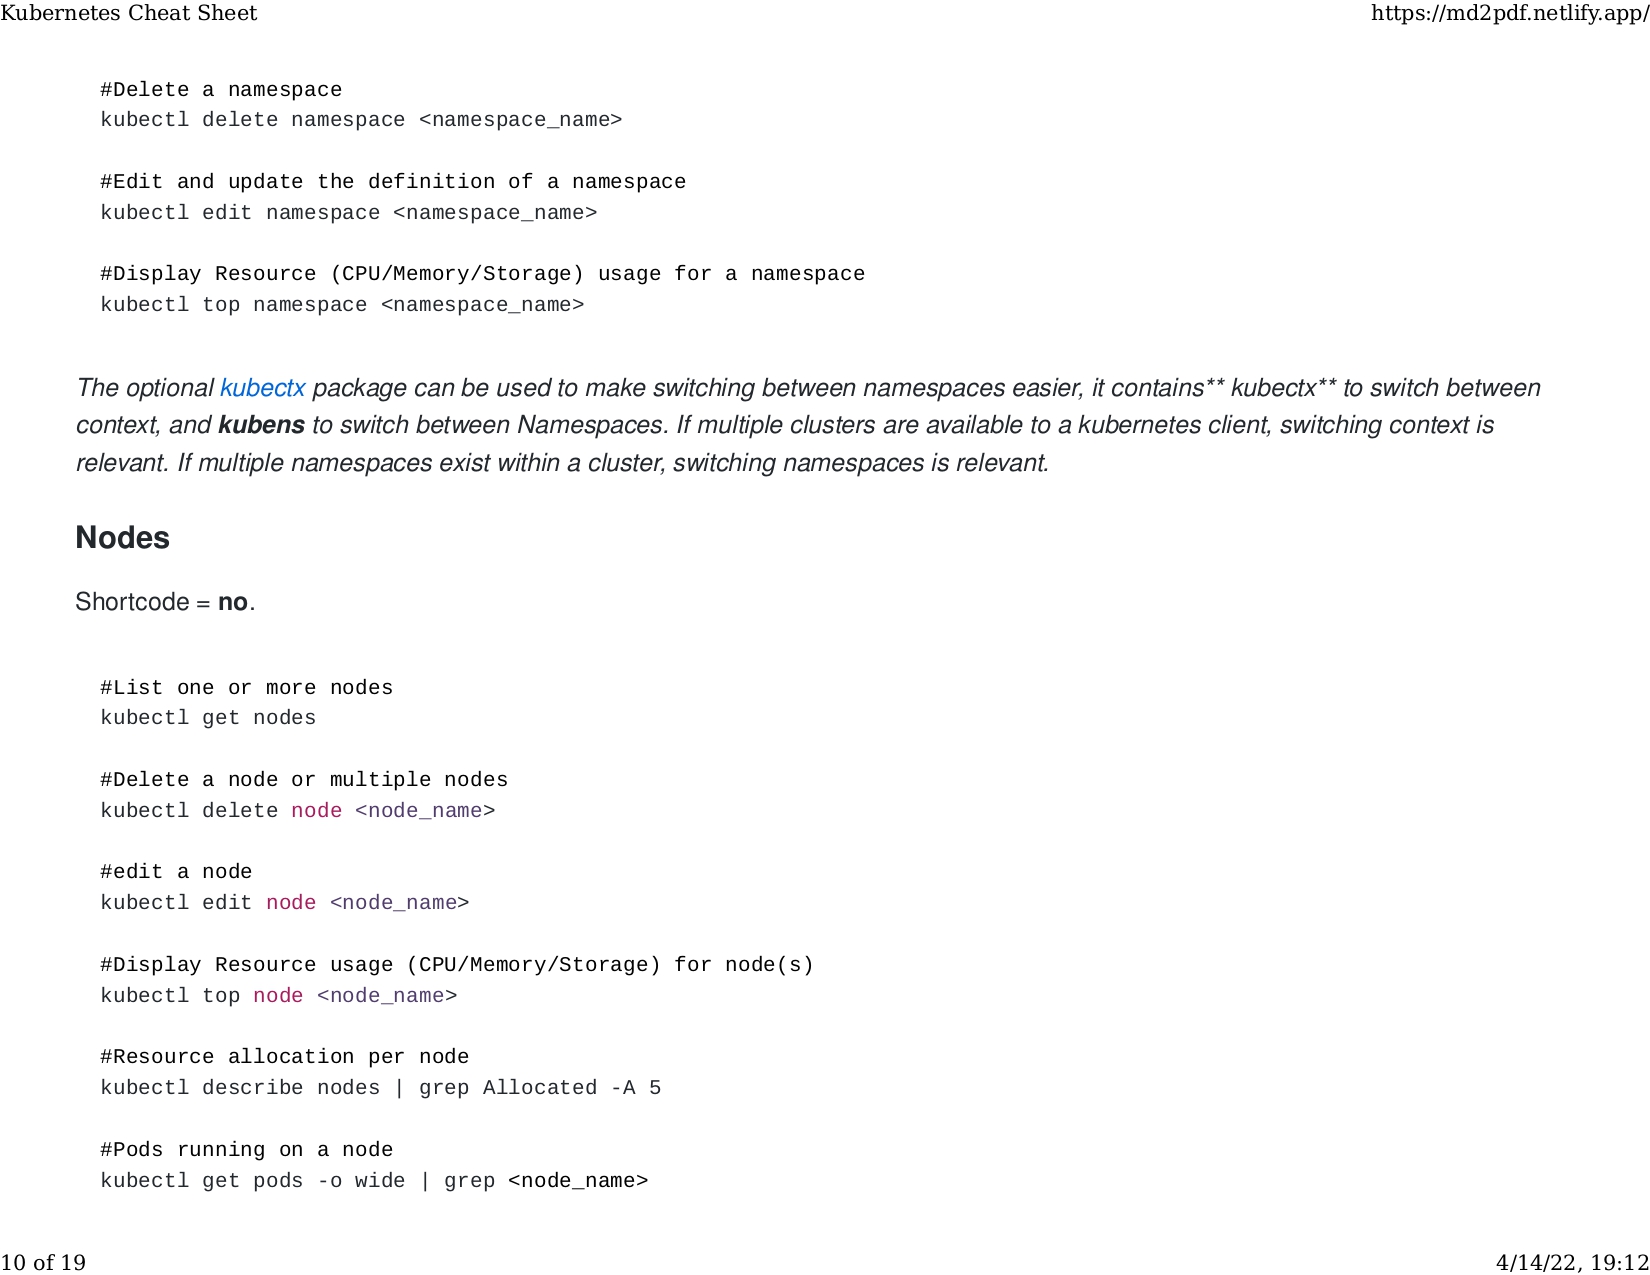 Kubernetes Cheat Sheet https://md2pdf.netlify.app/
#Delete a namespace
kubectl delete namespace <namespace_name>
#Edit and update the definition of a namespace
kubectl edit namespace <namespace_name>
#Display Resource (CPU/Memory/Storage) usage for a namespace
kubectl top namespace <namespace_name>
The optional kubectx package can be used to make switching between namespaces easier, it contains** kubectx** to switch between
context, and kubens to switch between Namespaces. If multiple clusters are available to a kubernetes client, switching context is
relevant. If multiple namespaces exist within a cluster, switching namespaces is relevant.
Nodes
Shortcode = no.
#List one or more nodes
kubectl get nodes
#Delete a node or multiple nodes
kubectl delete node <node_name>
#edit a node
kubectl edit node <node_name>
#Display Resource usage (CPU/Memory/Storage) for node(s)
kubectl top node <node_name>
#Resource allocation per node
kubectl describe nodes | grep Allocated -A 5
#Pods running on a node
kubectl get pods -o wide | grep <node_name>
10 of 19 4/14/22, 19:12